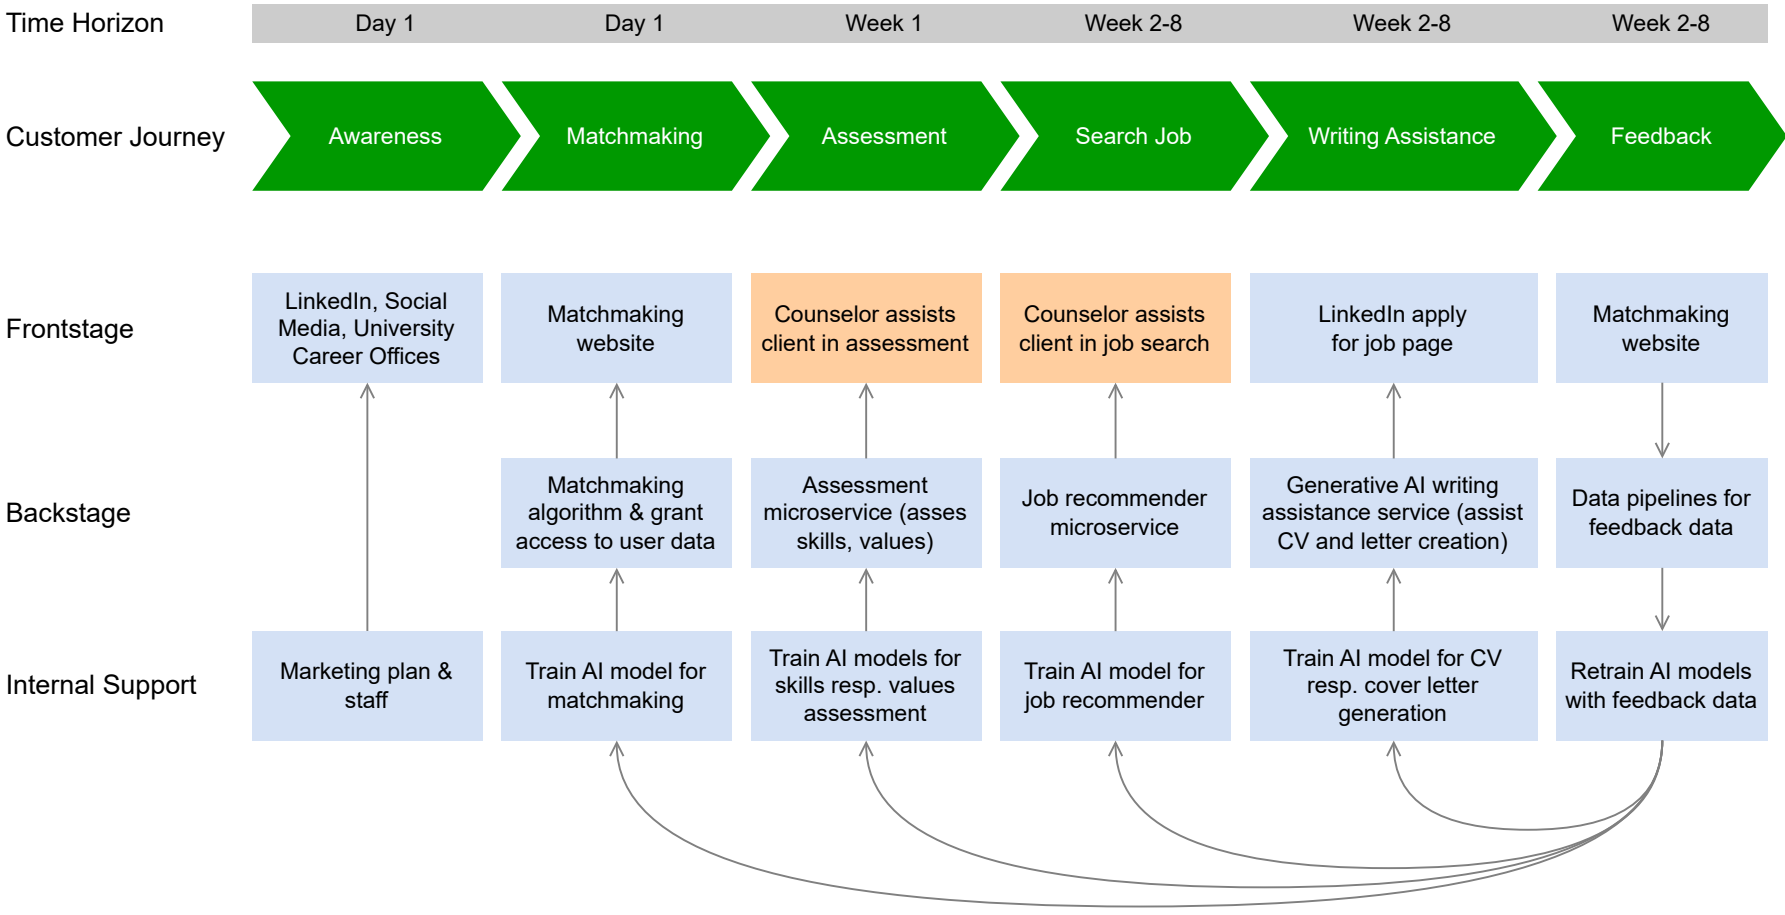 Time Horizon
Day 1
Day 1
Week 1
Week 2-8
Week 2-8
Week 2-8
Customer Journey
Awareness
Matchmaking
Assessment
Search Job
Writing Assistance
Feedback
Frontstage
LinkedIn, Social
Media, University
Career Offices
Matchmaking
website
Counselor assists
client in assessment
Counselor assists
client in job search
LinkedIn apply
for job page
Matchmaking
website
Backstage
Matchmaking
algorithm & grant
access to user data
Assessment
microservice (asses
skills, values)
Job recommender
microservice
Generative AI writing
assistance service (assist
CV and letter creation)
Data pipelines for
feedback data
Internal Support
Marketing plan &
staff
Train AI model for
matchmaking
Train AI models for
skills resp. values
assessment
Train AI model for
job recommender
Train AI model for CV
resp. cover letter
generation
Retrain AI models
with feedback data